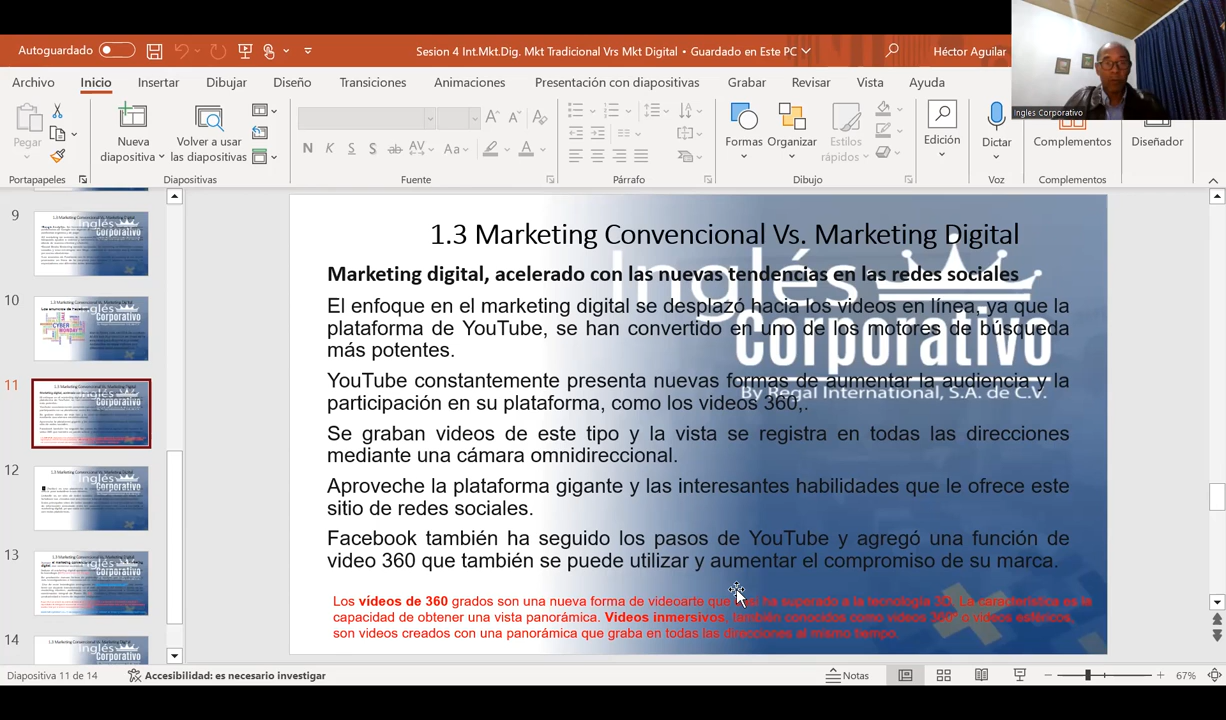 Autoguardado
Sesion 4 Int.Mkt.Dig. Mkt Tradicional Vrs Mkt Digital • Guardado en Este PC
Héctor Aguilar
Archivo Inicio Insertar Dibujar Diseño Transiciones Animaciones Presentación con diapositivas Grabar Revisar Vista Ayuda
Ingles Corporativo
Pegar
Nueva diapositiva
Volver a usar las diapositivas
N K S S ab AV Aa A
Formas
Organizar
Estilos rápidos
Edición
Dictar
Complementos
Diseñador
Portapapeles Diapositivas Fuente Párrafo Dibujo Voz Complementos
9
10
11
12
13
14
1.3 Marketing Convencional Vs. Marketing Digital
Marketing digital, acelerado con las nuevas tendencias en las redes sociales
El enfoque en el marketing digital se desplazó hacia los videos en línea, ya que la
plataforma de YouTube, se han convertido en uno de los motores de búsqueda
más potentes.
YouTube constantemente presenta nuevas formas de aumentar la audiencia y la
participación en su plataforma, como los videos 360,.
Se graban videos de este tipo y la vista se registra en todas las direcciones
mediante una cámara omnidireccional.
Aproveche la plataforma gigante y las interesantes habilidades que le ofrece este
sitio de redes sociales.
Facebook también ha seguido los pasos de YouTube y agregó una función de
video 360 que también se puede utilizar y aumentar el compromiso de su marca.
Los vídeos de 360 grados son una nueva forma de videoarte que ha superado a la tecnología 3D. La característica es la
capacidad de obtener una vista panorámica. Videos inmersivos, también conocidos como videos 360º o videos esféricos,
son videos creados con una panorámica que graba en todas las direcciones al mismo tiempo.
Inglés
Corporativo
By Regal International, S.A. de C.V.
Diapositiva 11 de 14
Accesibilidad: es necesario investigar
Notas
67%